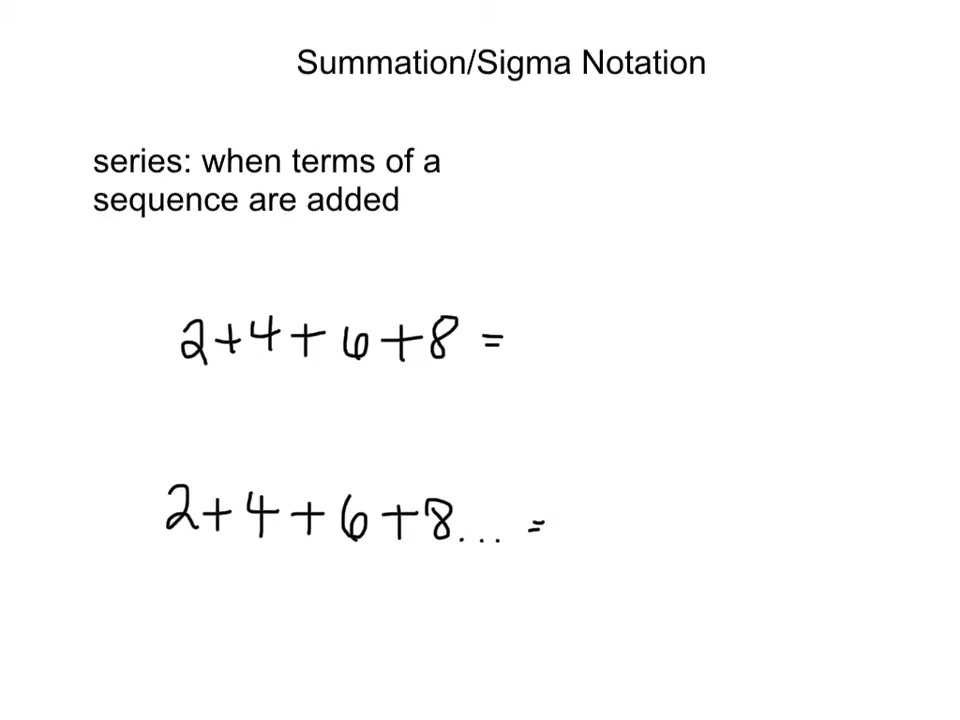 Summation/Sigma Notation
series: when terms of a
sequence are added
2+4+6+8 =
2+4+6+8... =